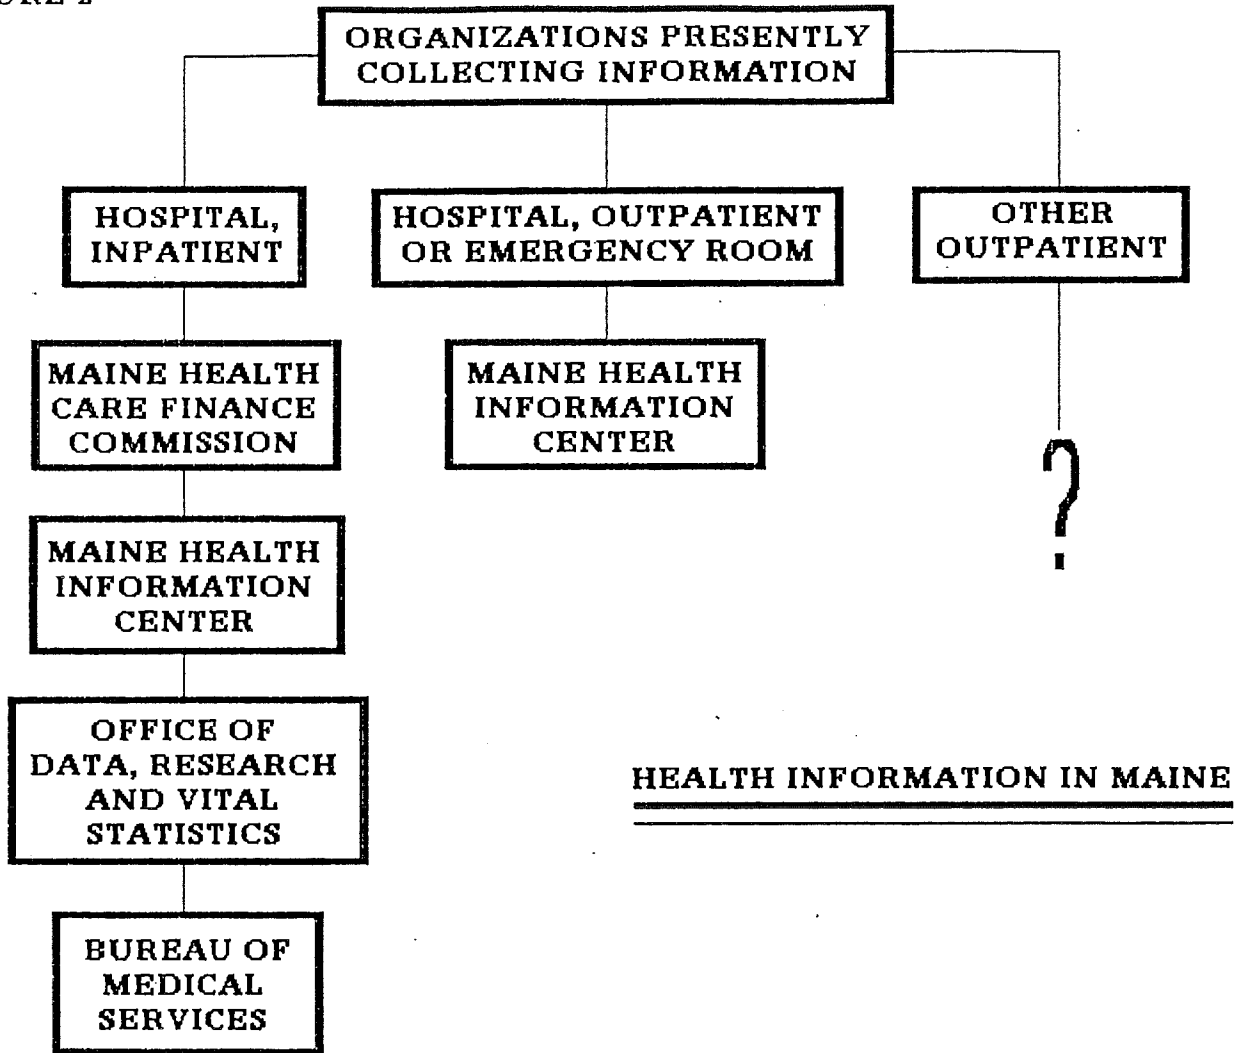 ORGANIZATIONS PRESENTLY
COLLECTING INFORMATION
HOSPITAL,
INPATIENT
HOSPITAL, OUTPATIENT
OR EMERGENCY ROOM
OTHER
OUTPATIENT
MAINE HEALTH
CARE FINANCE
COMMISSION
MAINE HEALTH
INFORMATION
CENTER
?
MAINE HEALTH
INFORMATION
CENTER
OFFICE OF
DATA, RESEARCH
AND VITAL
STATISTICS
HEALTH INFORMATION IN MAINE
BUREAU OF
MEDICAL
SERVICES